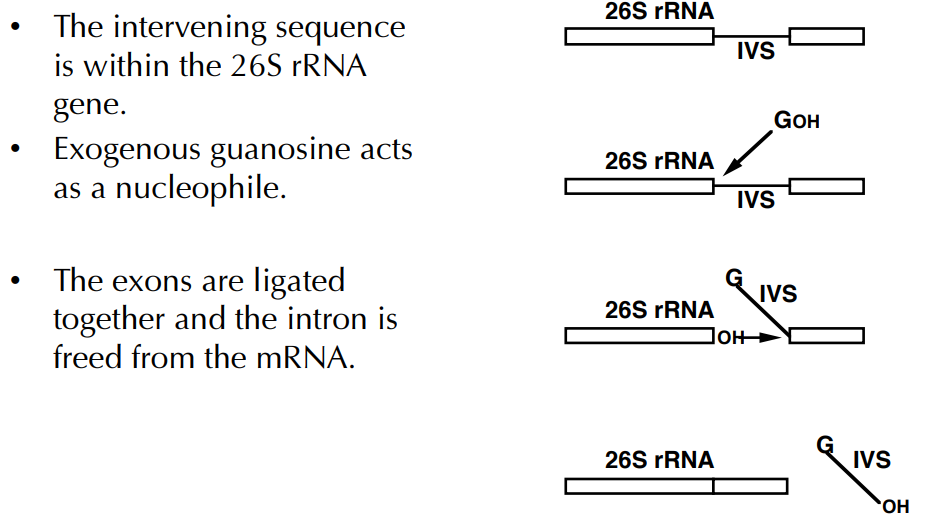 • The intervening sequence
is within the 26S rRNA
gene.
• Exogenous guanosine acts
as a nucleophile.
• The exons are ligated
together and the intron is
freed from the mRNA.
26S rRNA
IVS
GOH
26S rRNA
IVS
G
IVS
26S rRNA
OH
G
26S rRNA
IVS
OH